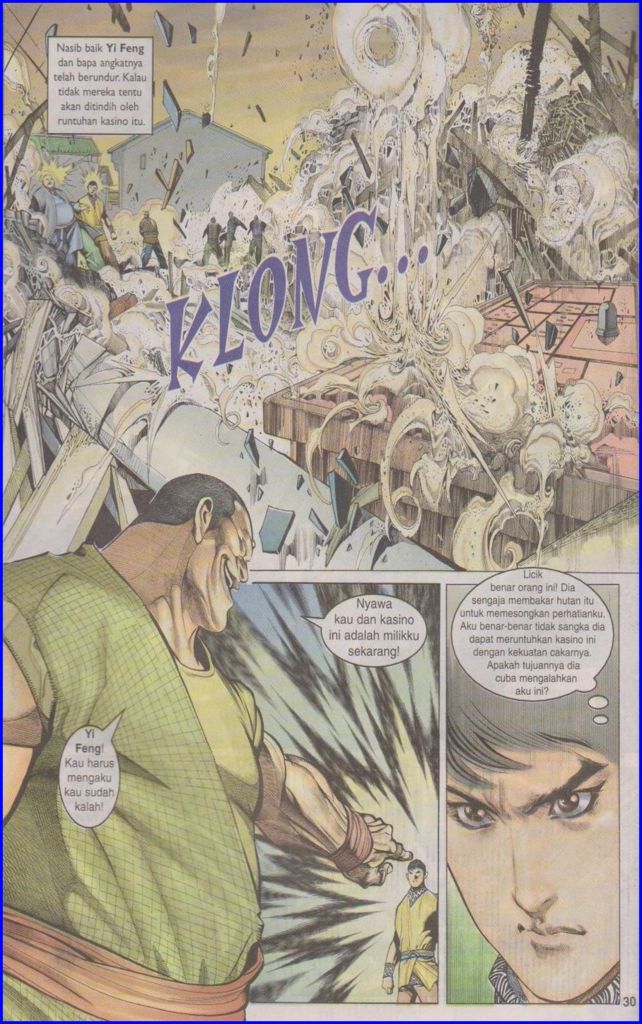 Nasib baik Yi Feng
dan bapa angkatnya
telah berundur. Kalau
tidak mereka tentu
akan ditindih oleh
runtuhan kasino itu.
KLONG...
Yi
Feng!
Kau harus
mengaku
kau sudah
kalah!
Nyawa
kau dan kasino
ini adalah milikku
sekarang!
Licik
benar orang ini! Dia
sengaja membakar hutan itu
untuk memesongkan perhatianku.
Aku benar-benar tidak sangka dia
dapat meruntuhkan kasino ini
dengan kekuatan cakarnya.
Apakah tujuannya dia
cuba mengalahkan
aku ini?
30